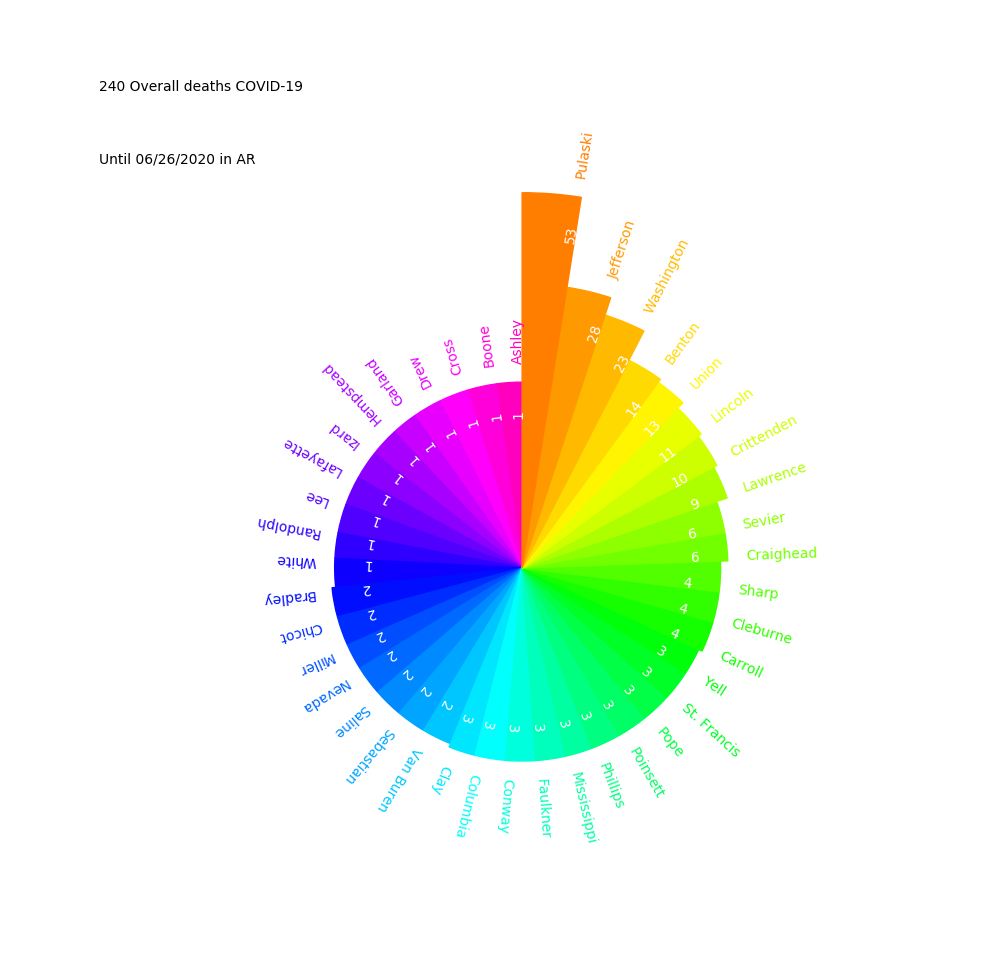 240 Overall deaths COVID-19
Until 06/26/2020 in AR
Pulaski
53
Jefferson
28
Washington
23
Benton
14
Union
13
Lincoln
11
Crittenden
10
Lawrence
9
Sevier
6
Craighead
6
Sharp
4
Cleburne
4
Carroll
4
Yell
3
St. Francis
3
Pope
3
Poinsett
3
Phillips
3
Mississippi
3
Faulkner
3
Conway
3
Columbia
3
Clay
3
Van Buren
2
Sebastian
2
Saline
2
Nevada
2
Miller
2
Chicot
2
Bradley
2
White
1
Randolph
1
Lee
1
Lafayette
1
Izard
1
Hempstead
1
Garland
1
Drew
1
Cross
1
Boone
1
Ashley
1